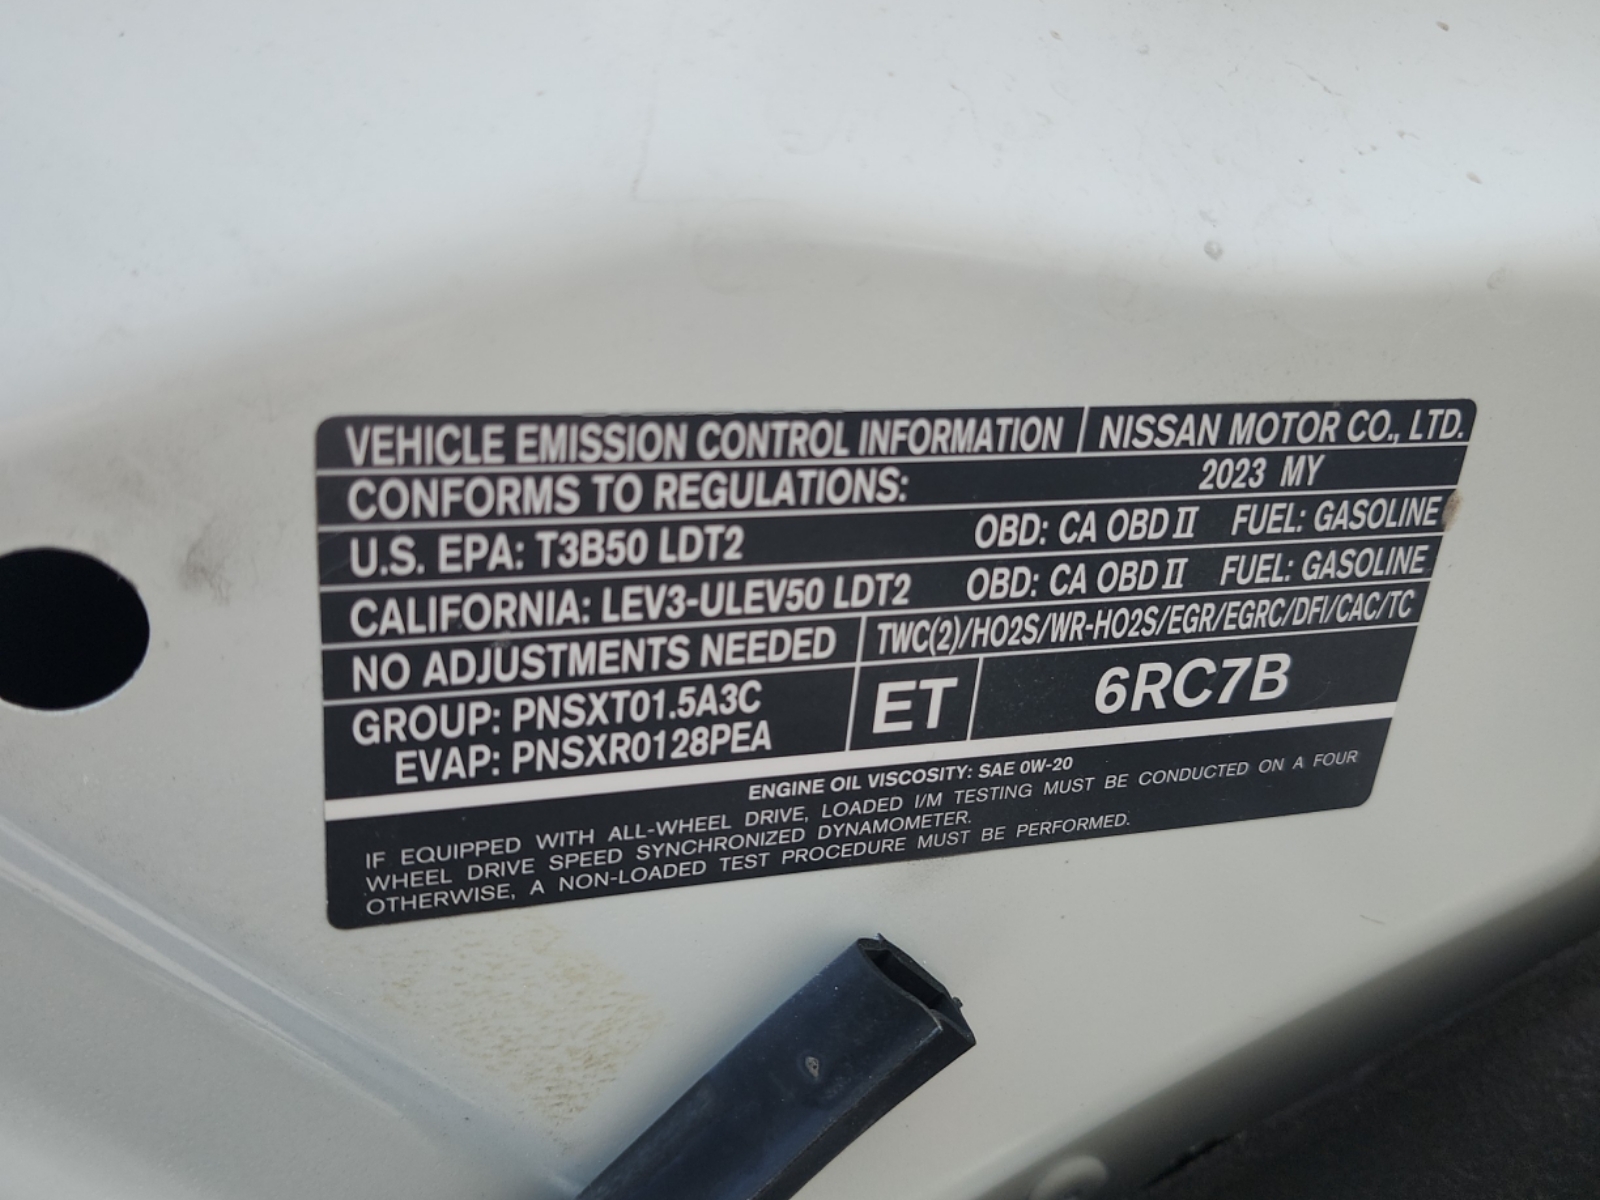 VEHICLE EMISSION CONTROL INFORMATION NISSAN MOTOR CO., LTD.
CONFORMS TO REGULATIONS: 2023 MY
U.S. EPA: T3B50 LDT2 OBD: CA OBD II FUEL: GASOLINE
CALIFORNIA: LEV3-ULEV50 LDT2 OBD: CA OBD II FUEL: GASOLINE
NO ADJUSTMENTS NEEDED TWC(2)/HO2S/WR-HO2S/EGR/EGRC/DFI/CAC/TC
GROUP: PNSXT01.5A3C ET 6RC7B
EVAP: PNSXR0128PEA
ENGINE OIL VISCOSITY: SAE 0W-20
IF EQUIPPED WITH ALL-WHEEL DRIVE, LOADED I/M TESTING MUST BE CONDUCTED ON A FOUR
WHEEL DRIVE SPEED SYNCHRONIZED DYNAMOMETER.
OTHERWISE, A NON-LOADED TEST PROCEDURE MUST BE PERFORMED.